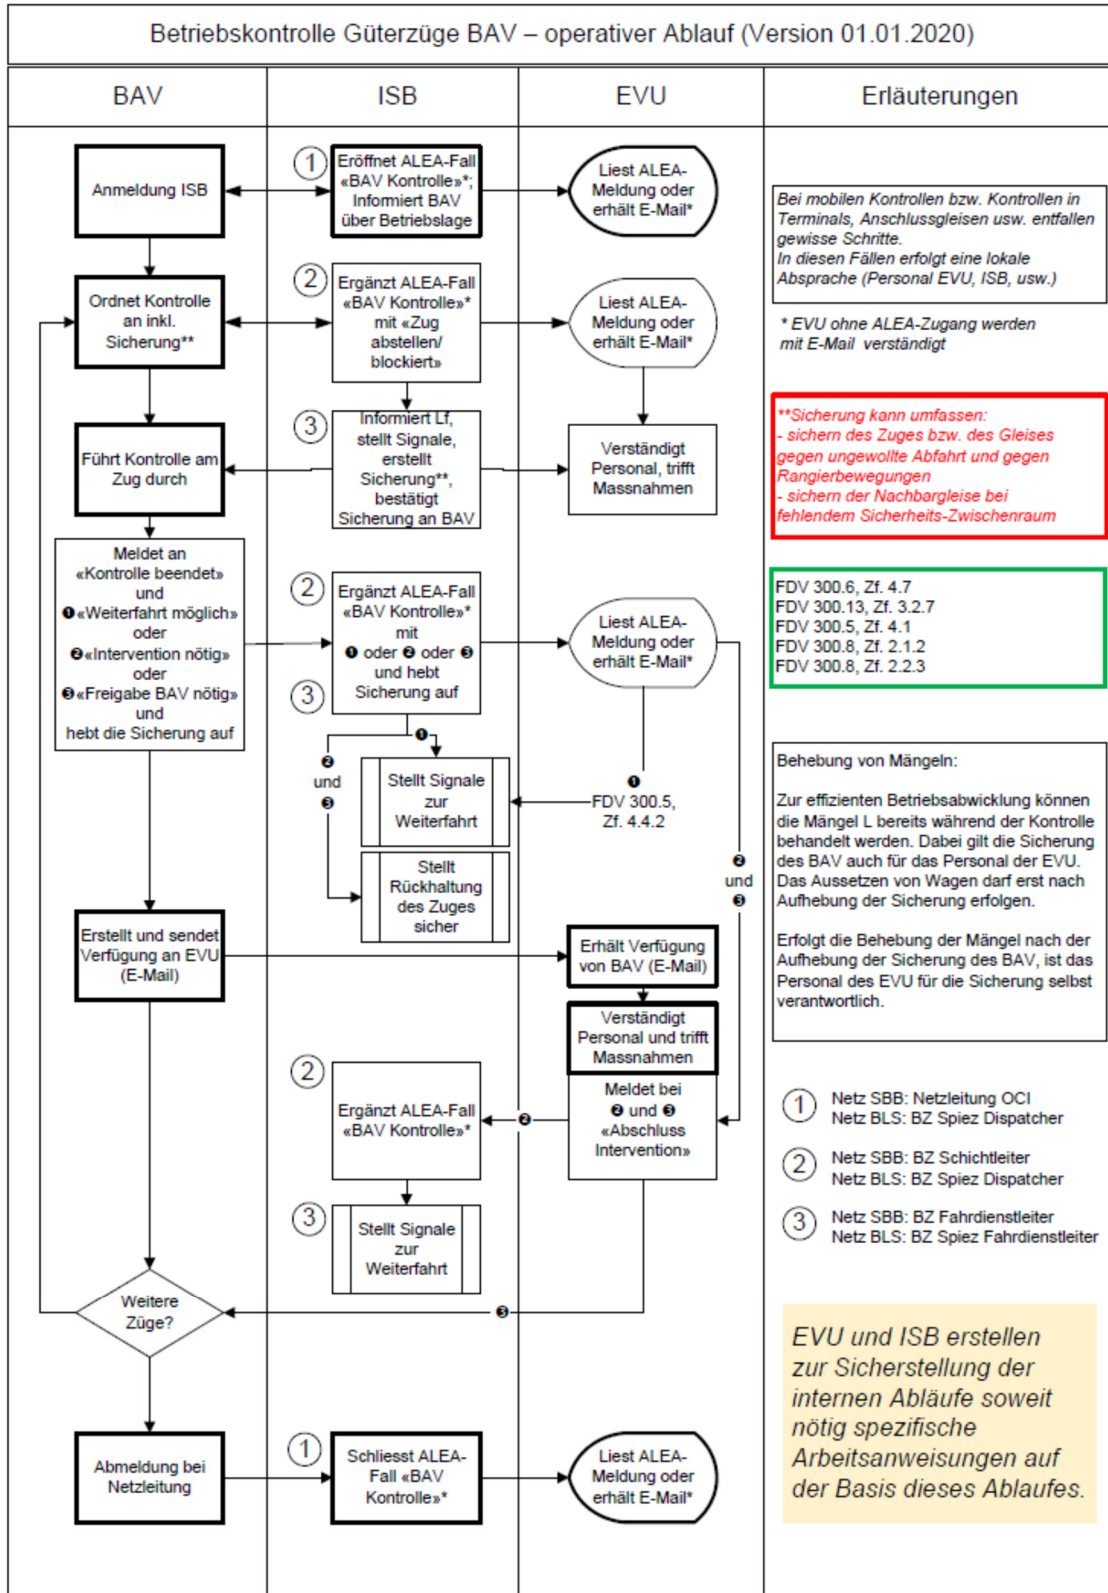 Betriebskontrolle Güterzüge BAV – operativer Ablauf (Version 01.01.2020)
BAV
ISB
EVU
Erläuterungen
Anmeldung ISB
1
Eröffnet ALEA-Fall
«BAV Kontrolle»*;
Informiert BAV
über Betriebslage
Liest ALEA-
Meldung oder
erhält E-Mail*
Bei mobilen Kontrollen bzw. Kontrollen in
Terminals, Anschlussgleisen usw. entfallen
gewisse Schritte.
In diesen Fällen erfolgt eine lokale
Absprache (Personal EVU, ISB, usw.)
Ordnet Kontrolle
an inkl.
Sicherung**
2
Ergänzt ALEA-Fall
«BAV Kontrolle»*
mit «Zug
abstellen/
blockiert»
Liest ALEA-
Meldung oder
erhält E-Mail*
* EVU ohne ALEA-Zugang werden
mit E-Mail verständigt
Führt Kontrolle am
Zug durch
3
Informiert Lf,
stellt Signale,
erstellt
Sicherung**,
bestätigt
Sicherung an BAV
Verständigt
Personal, trifft
Massnahmen
**Sicherung kann umfassen:
- sichern des Zuges bzw. des Gleises
gegen ungewollte Abfahrt und gegen
Rangierbewegungen
- sichern der Nachbargleise bei
fehlendem Sicherheits-Zwischenraum
Meldet an
«Kontrolle beendet»
und
❶«Weiterfahrt möglich»
oder
❷«Intervention nötig»
oder
❸«Freigabe BAV nötig»
und
hebt die Sicherung auf
2
3
Ergänzt ALEA-Fall
«BAV Kontrolle»*
mit
❶ oder ❷ oder ❸
und hebt
Sicherung auf
Liest ALEA-
Meldung oder
erhält E-Mail*
FDV 300.6, Zf. 4.7
FDV 300.13, Zf. 3.2.7
FDV 300.5, Zf. 4.1
FDV 300.8, Zf. 2.1.2
FDV 300.8, Zf. 2.2.3
❶
❷
und
❸
Stellt Signale
zur
Weiterfahrt
❶
FDV 300.5,
Zf. 4.4.2
❷
und
❸
Stellt
Rückhaltung
des Zuges
sicher
Behebung von Mängeln:
Zur effizienten Betriebsabwicklung können
die Mängel L bereits während der Kontrolle
behandelt werden. Dabei gilt die Sicherung
des BAV auch für das Personal der EVU.
Das Aussetzen von Wagen darf erst nach
Aufhebung der Sicherung erfolgen.
Erfolgt die Behebung der Mängel nach der
Aufhebung der Sicherung des BAV, ist das
Personal des EVU für die Sicherung selbst
verantwortlich.
Erstellt und sendet
Verfügung an EVU
(E-Mail)
Erhält Verfügung
von BAV (E-Mail)
Verständigt
Personal und trifft
Massnahmen
2
Ergänzt ALEA-Fall
«BAV Kontrolle»*
❷
Meldet bei
❷ und ❸
«Abschluss
Intervention»
3
Stellt Signale
zur
Weiterfahrt
1
Netz SBB: Netzleitung OCI
Netz BLS: BZ Spiez Dispatcher
2
Netz SBB: BZ Schichtleiter
Netz BLS: BZ Spiez Dispatcher
3
Netz SBB: BZ Fahrdienstleiter
Netz BLS: BZ Spiez Fahrdienstleiter
Weitere
Züge?
❸
EVU und ISB erstellen
zur Sicherstellung der
internen Abläufe soweit
nötig spezifische
Arbeitsanweisungen auf
der Basis dieses Ablaufes.
Abmeldung bei
Netzleitung
1
Schliesst ALEA-
Fall «BAV
Kontrolle»*
Liest ALEA-
Meldung oder
erhält E-Mail*